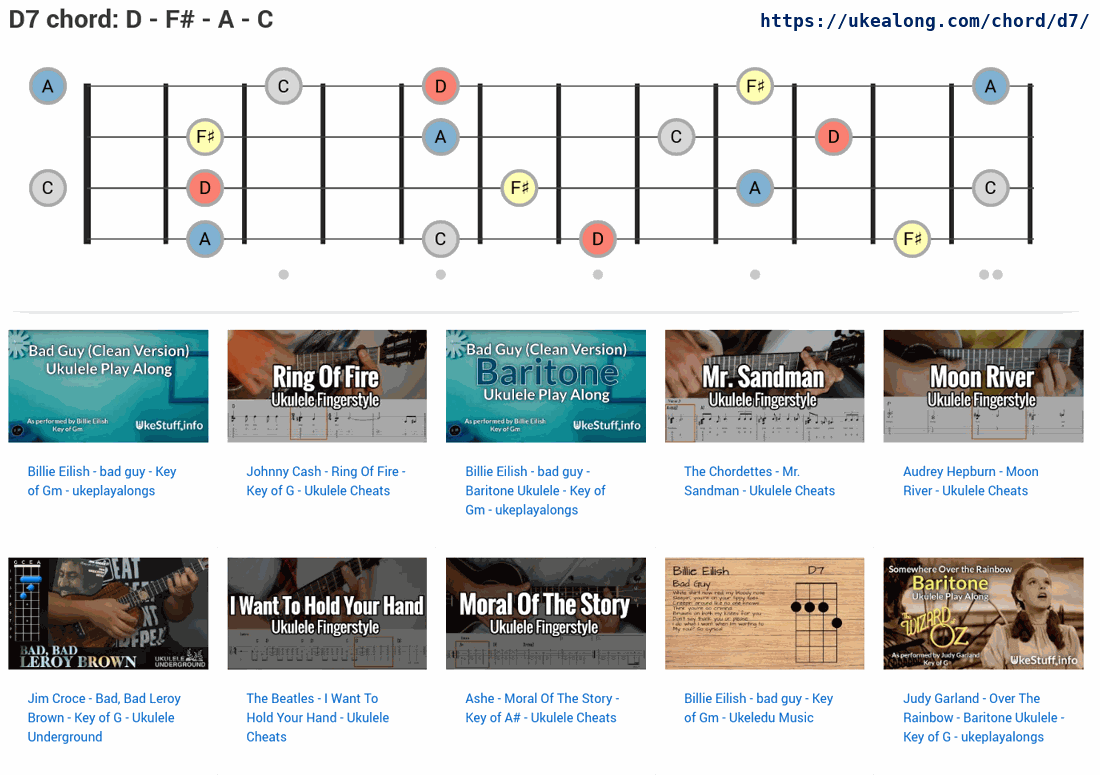 D7 chord: D - F# - A - C
https://ukealong.com/chord/d7/
A C D F♯ A
F♯ A C D
C D F♯ A C
A C D F♯
Bad Guy (Clean Version)
Ukulele Play Along
As performed by Billie Eilish
Key of Gm
UkeStuff.info
Ring Of Fire
Ukulele Fingerstyle
Bad Guy (Clean Version)
Baritone
Ukulele Play Along
As performed by Billie Eilish
Key of Gm
UkeStuff.info
Mr. Sandman
Ukulele Fingerstyle
Moon River
Ukulele Fingerstyle
Billie Eilish - bad guy - Key
of Gm - ukeplayalongs
Johnny Cash - Ring Of Fire -
Key of G - Ukulele Cheats
Billie Eilish - bad guy -
Baritone Ukulele - Key of
Gm - ukeplayalongs
The Chordettes - Mr.
Sandman - Ukulele Cheats
Audrey Hepburn - Moon
River - Ukulele Cheats
G C E A
BAD, BAD
LEROY BROWN
UKULELE
UNDERGROUND
I Want To Hold Your Hand
Ukulele Fingerstyle
Moral Of The Story
Ukulele Fingerstyle
Billie Eilish
Bad Guy
D7
Somewhere Over the Rainbow
Baritone
Ukulele Play Along
THE
WIZARD
OF
OZ
As performed by Judy Garland
Key of G
UkeStuff.info
Jim Croce - Bad, Bad Leroy
Brown - Key of G - Ukulele
Underground
The Beatles - I Want To
Hold Your Hand - Ukulele
Cheats
Ashe - Moral Of The Story -
Key of A# - Ukulele Cheats
Billie Eilish - bad guy - Key
of Gm - Ukeledu Music
Judy Garland - Over The
Rainbow - Baritone Ukulele -
Key of G - ukeplayalongs